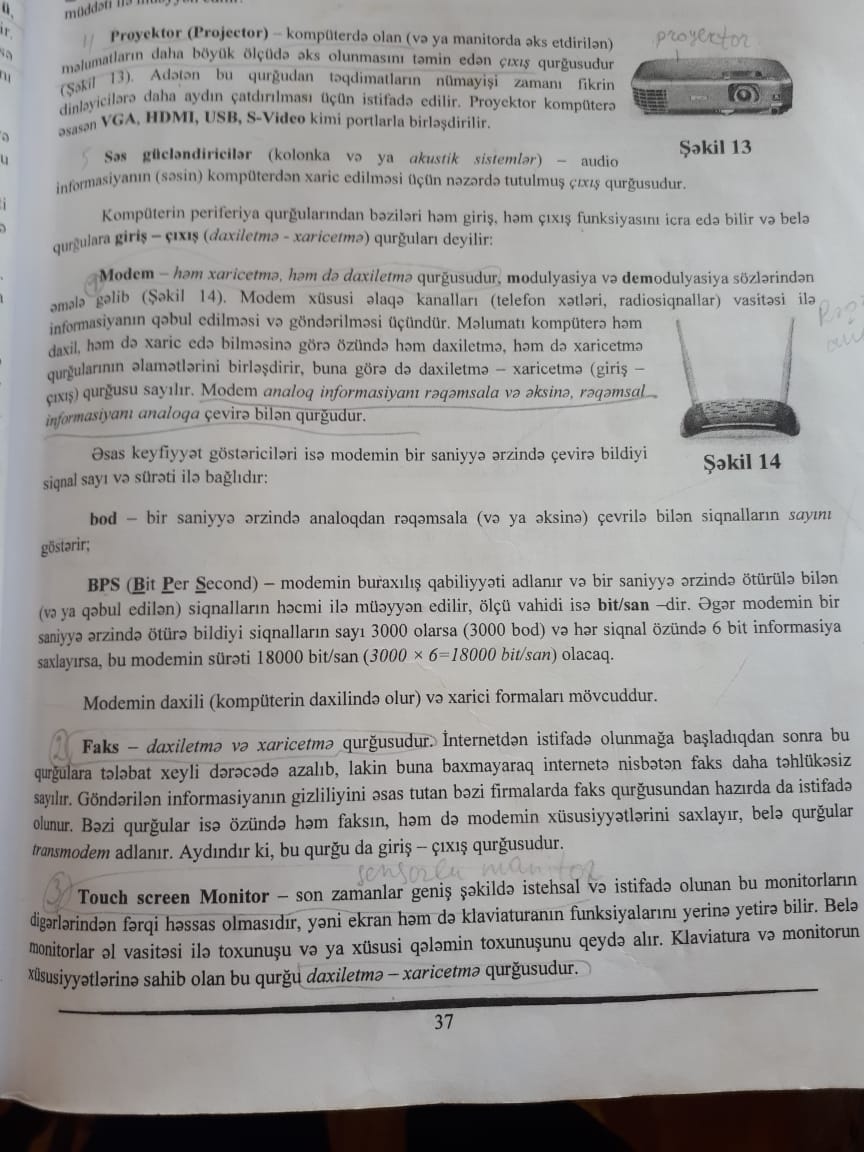 müddəti
Proyektor (Projector) – kompüterdə olan (və ya manitorda əks etdirilən)
proyektor
məlumatların daha böyük ölçüdə əks olunmasını təmin edən çıxış qurğusudur
(Şəkil 13). Adətən bu qurğudan təqdimatların nümayişi zamanı fikrin
dinləyicilərə daha aydın çatdırılması üçün istifadə edilir. Proyektor kompüterə
əsasən VGA, HDMI, USB, S-Video kimi portlarla birləşdirilir.
Şəkil 13
5 Səs gücləndiricilər (kolonka və ya akustik sistemlər) – audio
informasiyanın (səsin) kompüterdən xaric edilməsi üçün nəzərdə tutulmuş çıxış qurğusudur.
Kompüterin periferiya qurğularından bəziləri həm giriş, həm çıxış funksiyasını icra edə bilir və belə
qurğulara giriş – çıxış (daxiletmə - xaricetmə) qurğuları deyilir:
1 Modem – həm xaricetmə, həm də daxiletmə qurğusudur, modulyasiya və demodulyasiya sözlərindən
əmələ gəlib (Şəkil 14). Modem xüsusi əlaqə kanalları (telefon xətləri, radiosiqnallar) vasitəsi ilə
informasiyanın qəbul edilməsi və göndərilməsi üçündür. Məlumatı kompüterə həm
daxil, həm də xaric edə bilməsinə görə özündə həm daxiletmə, həm də xaricetmə
qurğularının əlamətlərini birləşdirir, buna görə də daxiletmə – xaricetmə (giriş –
çıxış) qurğusu sayılır. Modem analoq informasiyanı rəqəmsala və əksinə, rəqəmsal
informasiyanı analoqa çevirə bilən qurğudur.
Şəkil 14
Əsas keyfiyyət göstəriciləri isə modemin bir saniyyə ərzində çevirə bildiyi
siqnal sayı və sürəti ilə bağlıdır:
bod – bir saniyyə ərzində analoqdan rəqəmsala (və ya əksinə) çevrilə bilən siqnalların sayını
göstərir;
BPS (Bit Per Second) – modemin buraxılış qabiliyyəti adlanır və bir saniyyə ərzində ötürülə bilən
(və ya qəbul edilən) siqnalların həcmi ilə müəyyən edilir, ölçü vahidi isə bit/san –dir. Əgər modemin bir
saniyyə ərzində ötürə bildiyi siqnalların sayı 3000 olarsa (3000 bod) və hər siqnal özündə 6 bit informasiya
saxlayırsa, bu modemin sürəti 18000 bit/san (3000 × 6=18000 bit/san) olacaq.
Modemin daxili (kompüterin daxilində olur) və xarici formaları mövcuddur.
2 Faks – daxiletmə və xaricetmə qurğusudur. İnternetdən istifadə olunmağa başladıqdan sonra bu
qurğulara tələbat xeyli dərəcədə azalıb, lakin buna baxmayaraq internetə nisbətən faks daha təhlükəsiz
sayılır. Göndərilən informasiyanın gizliliyini əsas tutan bəzi firmalarda faks qurğusundan hazırda da istifadə
olunur. Bəzi qurğular isə özündə həm faksın, həm də modemin xüsusiyyətlərini saxlayır, belə qurğular
transmodem adlanır. Aydındır ki, bu qurğu da giriş – çıxış qurğusudur.
sensorlu manitor
3 Touch screen Monitor – son zamanlar geniş şəkildə istehsal və istifadə olunan bu monitorların
digərlərindən fərqi həssas olmasıdır, yəni ekran həm də klaviaturanın funksiyalarını yerinə yetirə bilir. Belə
monitorlar əl vasitəsi ilə toxunuşu və ya xüsusi qələmin toxunuşunu qeydə alır. Klaviatura və monitorun
xüsusiyyətlərinə sahib olan bu qurğu daxiletmə – xaricetmə qurğusudur.
37